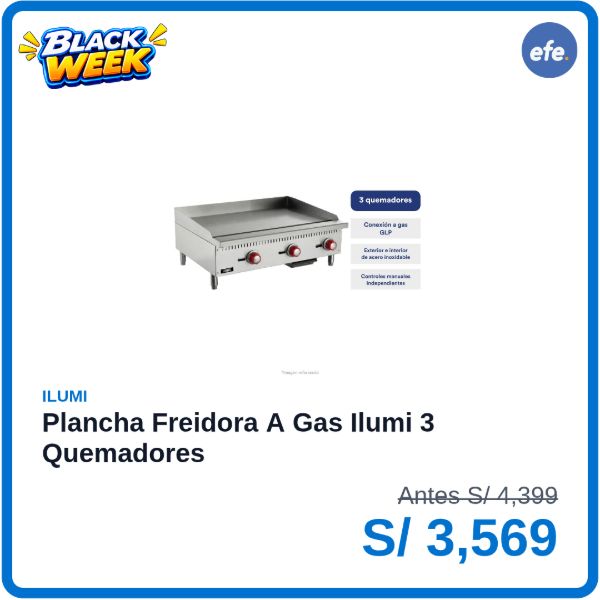 BLACK
WEEK
efe.
3 quemadores
Conexión a gas
GLP
Exterior e interior
de acero inoxidable
Controles manuales
independientes
ILUMI
Plancha Freidora A Gas Ilumi 3
Quemadores
Antes S/ 4,399
S/ 3,569